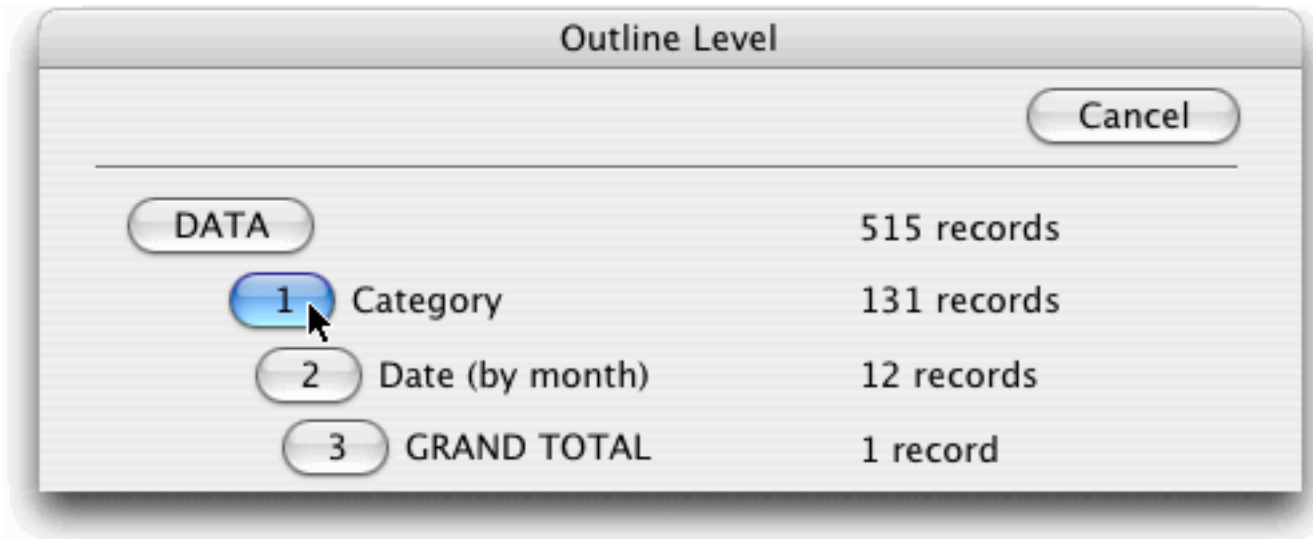 Outline Level
Cancel
DATA 515 records
1 Category 131 records
2 Date (by month) 12 records
3 GRAND TOTAL 1 record